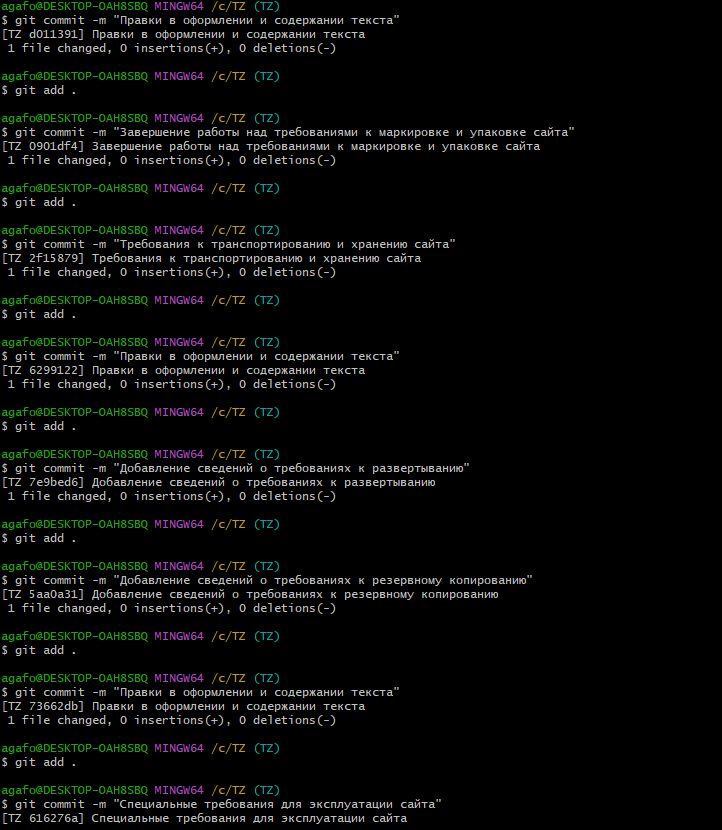 agafo@DESKTOP-OAH8SBQ MINGW64 /c/TZ (TZ)
$ git commit -m "Правки в оформлении и содержании текста"
[TZ d011391] Правки в оформлении и содержании текста
 1 file changed, 0 insertions(+), 0 deletions(-)
agafo@DESKTOP-OAH8SBQ MINGW64 /c/TZ (TZ)
$ git add .
agafo@DESKTOP-OAH8SBQ MINGW64 /c/TZ (TZ)
$ git commit -m "Завершение работы над требованиями к маркировке и упаковке сайта"
[TZ 0901df4] Завершение работы над требованиями к маркировке и упаковке сайта
 1 file changed, 0 insertions(+), 0 deletions(-)
agafo@DESKTOP-OAH8SBQ MINGW64 /c/TZ (TZ)
$ git add .
agafo@DESKTOP-OAH8SBQ MINGW64 /c/TZ (TZ)
$ git commit -m "Требования к транспортированию и хранению сайта"
[TZ 2f15879] Требования к транспортированию и хранению сайта
 1 file changed, 0 insertions(+), 0 deletions(-)
agafo@DESKTOP-OAH8SBQ MINGW64 /c/TZ (TZ)
$ git add .
agafo@DESKTOP-OAH8SBQ MINGW64 /c/TZ (TZ)
$ git commit -m "Правки в оформлении и содержании текста"
[TZ 6299122] Правки в оформлении и содержании текста
 1 file changed, 0 insertions(+), 0 deletions(-)
agafo@DESKTOP-OAH8SBQ MINGW64 /c/TZ (TZ)
$ git add .
agafo@DESKTOP-OAH8SBQ MINGW64 /c/TZ (TZ)
$ git commit -m "Добавление сведений о требованиях к развертыванию"
[TZ 7e9bed6] Добавление сведений о требованиях к развертыванию
 1 file changed, 0 insertions(+), 0 deletions(-)
agafo@DESKTOP-OAH8SBQ MINGW64 /c/TZ (TZ)
$ git add .
agafo@DESKTOP-OAH8SBQ MINGW64 /c/TZ (TZ)
$ git commit -m "Добавление сведений о требованиях к резервному копированию"
[TZ 5aa0a31] Добавление сведений о требованиях к резервному копированию
 1 file changed, 0 insertions(+), 0 deletions(-)
agafo@DESKTOP-OAH8SBQ MINGW64 /c/TZ (TZ)
$ git add .
agafo@DESKTOP-OAH8SBQ MINGW64 /c/TZ (TZ)
$ git commit -m "Правки в оформлении и содержании текста"
[TZ 73662db] Правки в оформлении и содержании текста
 1 file changed, 0 insertions(+), 0 deletions(-)
agafo@DESKTOP-OAH8SBQ MINGW64 /c/TZ (TZ)
$ git add .
agafo@DESKTOP-OAH8SBQ MINGW64 /c/TZ (TZ)
$ git commit -m "Специальные требования для эксплуатации сайта"
[TZ 616276a] Специальные требования для эксплуатации сайта